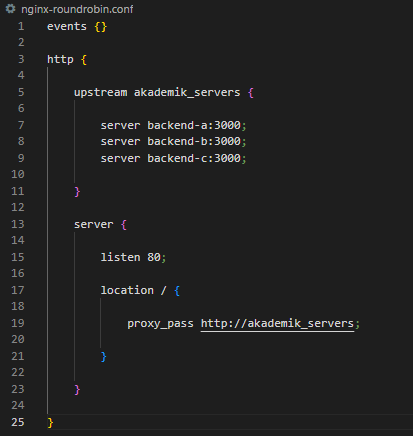 nginx-roundrobin.conf
1 events {}
2
3 http {
4
5 upstream akademik_servers {
6
7 server backend-a:3000;
8 server backend-b:3000;
9 server backend-c:3000;
10
11 }
12
13 server {
14
15 listen 80;
16
17 location / {
18
19 proxy_pass http://akademik_servers;
20
21 }
22
23 }
24
25 }